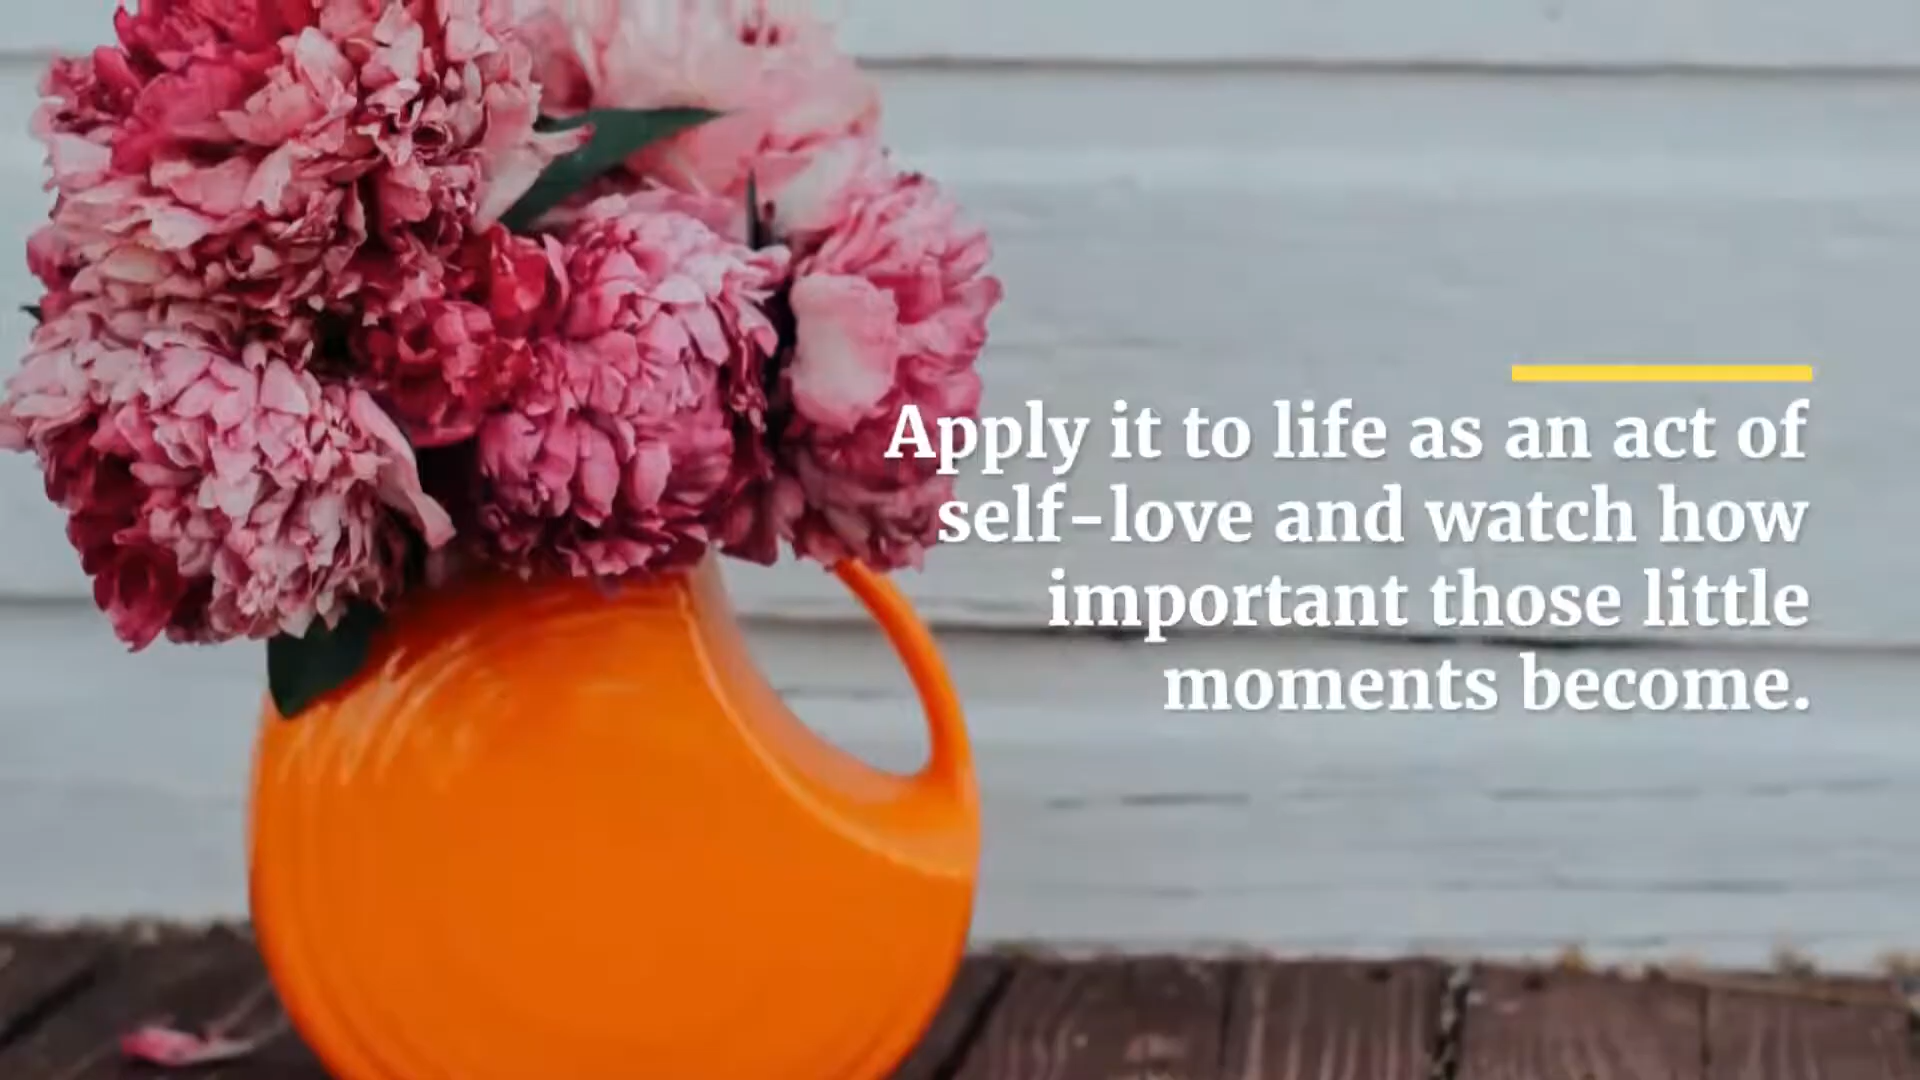 Apply it to life as an act of
self-love and watch how
important those little
moments become.